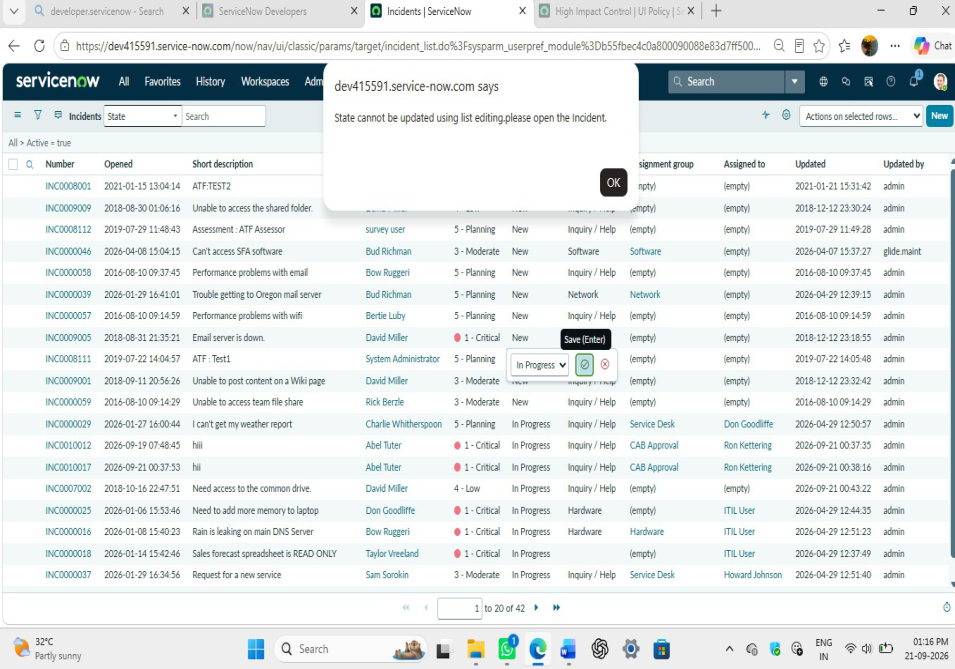 developer.servicenow - Search
ServiceNow Developers
Incidents | ServiceNow
High Impact Control | UI Policy | S
https://dev415591.service-now.com/now/nav/ui/classic/params/target/incident_list.do%3Fsysparm_userpref_module%3Db55fbec4c0a800090088e83d7ff500...
Chat
servicenow All Favorites History Workspaces Adm
Search
1
dev415591.service-now.com says
State cannot be updated using list editing.please open the Incident.
OK
Incidents State Search Actions on selected rows... New
All > Active = true
Number Opened Short description signment group Assigned to Updated Updated by
INC0008001 2021-01-15 13:04:14 ATF:TEST2 (empty) 2021-01-21 15:31:42 admin
INC0009009 2018-08-30 01:06:16 Unable to access the shared folder. (empty) (empty) 2018-12-12 23:30:24 admin
INC0008112 2019-07-29 11:48:43 Assessment : ATF Assessor survey user 5 - Planning New Inquiry / Help (empty) (empty) 2019-07-29 11:49:28 admin
INC0000046 2026-04-08 15:04:15 Can't access SFA software Bud Richman 3 - Moderate New Software Software (empty) 2026-04-07 15:37:27 glide.maint
INC0000058 2016-08-10 09:37:45 Performance problems with email Bow Ruggeri 5 - Planning New Inquiry / Help (empty) (empty) 2016-08-10 09:37:45 admin
INC0000039 2026-01-29 16:41:01 Trouble getting to Oregon mail server Bud Richman 5 - Planning New Network Network (empty) 2026-04-29 12:39:15 admin
INC0000057 2016-08-10 09:14:59 Performance problems with wifi Bertie Luby 5 - Planning New Inquiry / Help (empty) (empty) 2016-08-10 09:14:59 admin
INC0009005 2018-08-31 21:35:21 Email server is down. David Miller 1 - Critical New (empty) (empty) 2018-12-12 23:18:55 admin
Save (Enter)
INC0008111 2019-07-22 14:04:57 ATF : Test1 System Administrator 5 - Planning (empty) (empty) 2019-07-22 14:05:48 admin
In Progress
INC0009001 2018-09-11 20:56:26 Unable to post content on a Wiki page David Miller 3 - Moderate New Inquiry / Help (empty) (empty) 2018-12-12 23:32:42 admin
INC0000059 2016-08-10 09:14:29 Unable to access team file share Rick Berzle 3 - Moderate New Inquiry / Help (empty) (empty) 2016-08-10 09:14:29 admin
INC0000029 2026-01-27 16:00:44 I can't get my weather report Charlie Whitherspoon 5 - Planning In Progress Inquiry / Help Service Desk Don Goodliffe 2026-04-29 12:50:57 admin
INC0010012 2026-09-19 07:48:45 hiii Abel Tuter 1 - Critical In Progress Inquiry / Help CAB Approval Ron Kettering 2026-09-21 00:37:35 admin
INC0010017 2026-09-21 00:37:53 hii Abel Tuter 1 - Critical In Progress Inquiry / Help CAB Approval Ron Kettering 2026-09-21 00:38:16 admin
INC0007002 2018-10-16 22:47:51 Need access to the common drive. David Miller 4 - Low In Progress Inquiry / Help (empty) (empty) 2026-09-21 00:43:22 admin
INC0000025 2026-01-06 15:53:46 Need to add more memory to laptop Don Goodliffe 1 - Critical In Progress Hardware (empty) ITIL User 2026-04-29 12:44:35 admin
INC0000016 2026-01-08 15:40:23 Rain is leaking on main DNS Server Bow Ruggeri 1 - Critical In Progress Hardware Hardware ITIL User 2026-04-29 12:51:23 admin
INC0000018 2026-01-14 15:42:46 Sales forecast spreadsheet is READ ONLY Taylor Vreeland 1 - Critical In Progress (empty) ITIL User 2026-04-29 12:37:49 admin
INC0000037 2026-01-29 16:34:56 Request for a new service Sam Sorokin 3 - Moderate In Progress Inquiry / Help Service Desk Howard Johnson 2026-04-29 12:51:40 admin
1 to 20 of 42
32°C
Partly sunny
Search
1
ENG
IN
01:16 PM
21-09-2026